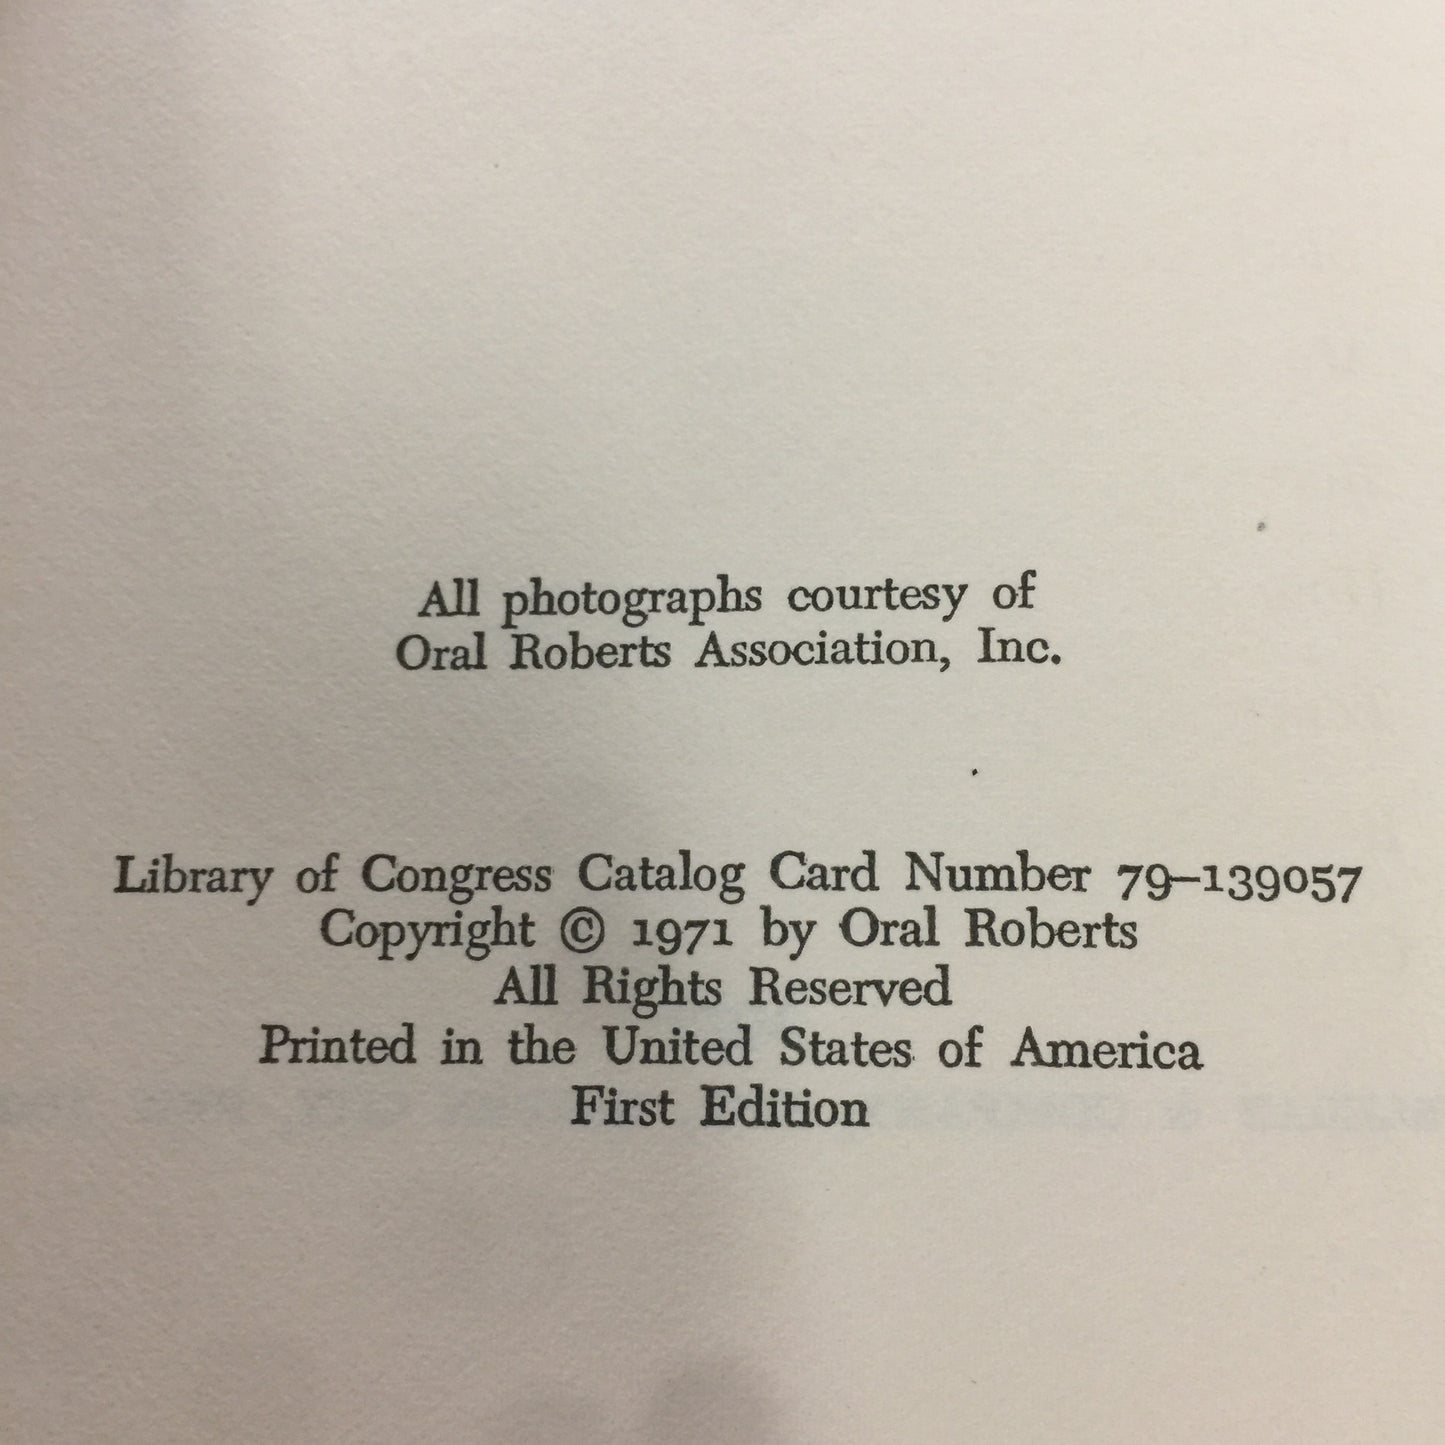 All photographs courtesy of
Oral Roberts Association, Inc.
Library of Congress Catalog Card Number 79–139057
Copyright © 1971 by Oral Roberts
All Rights Reserved
Printed in the United States of America
First Edition